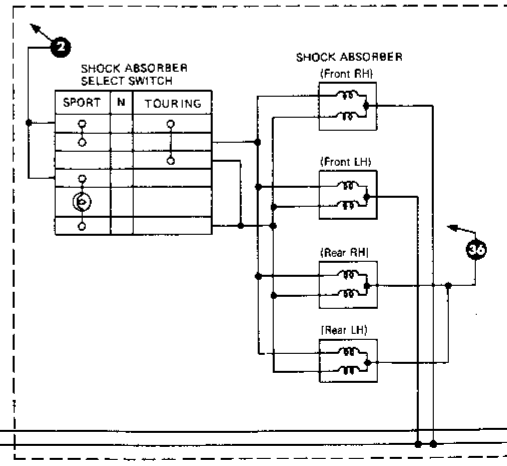 2
SHOCK ABSORBER
SELECT SWITCH
SPORT N TOURING
SHOCK ABSORBER
(Front RH)
(Front LH)
(Rear RH)
(Rear LH)
36